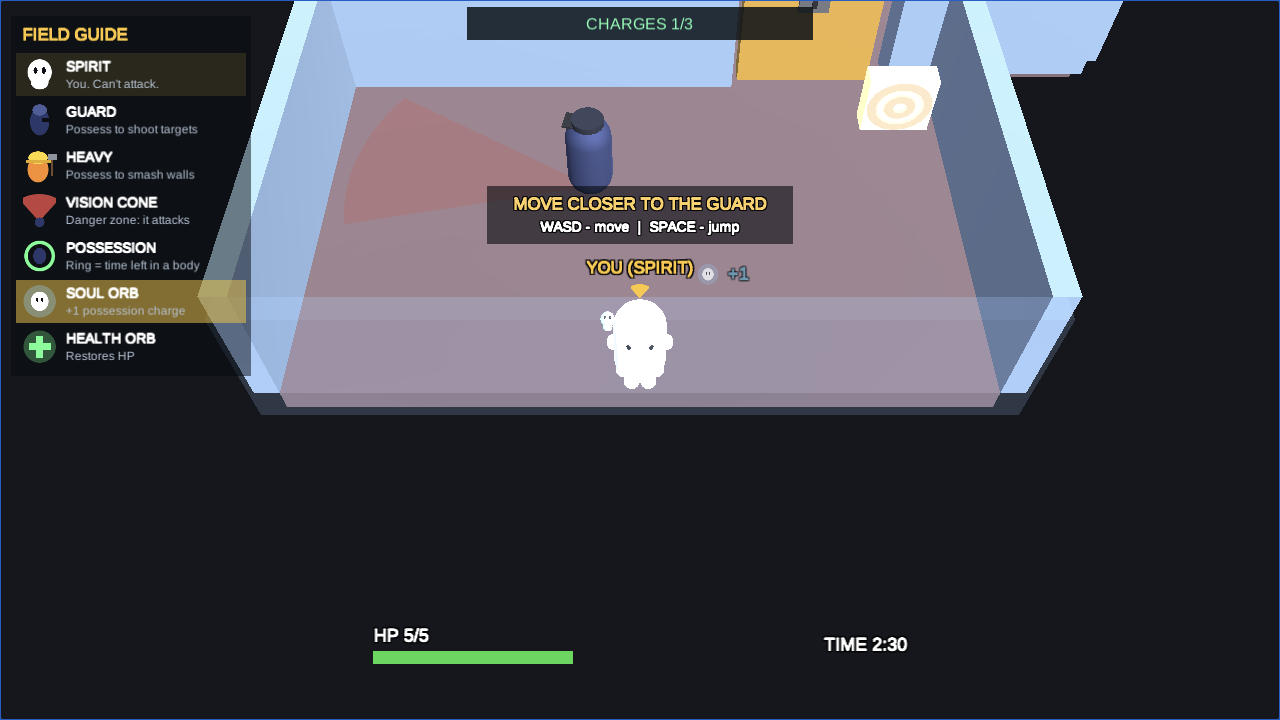 CHARGES 1/3
FIELD GUIDE
SPIRIT
You. Can't attack.
GUARD
Possess to shoot targets
HEAVY
Possess to smash walls
VISION CONE
Danger zone: it attacks
POSSESSION
Ring = time left in a body
SOUL ORB
+1 possession charge
HEALTH ORB
Restores HP
MOVE CLOSER TO THE GUARD
WASD - move | SPACE - jump
YOU (SPIRIT)
+1
HP 5/5
TIME 2:30